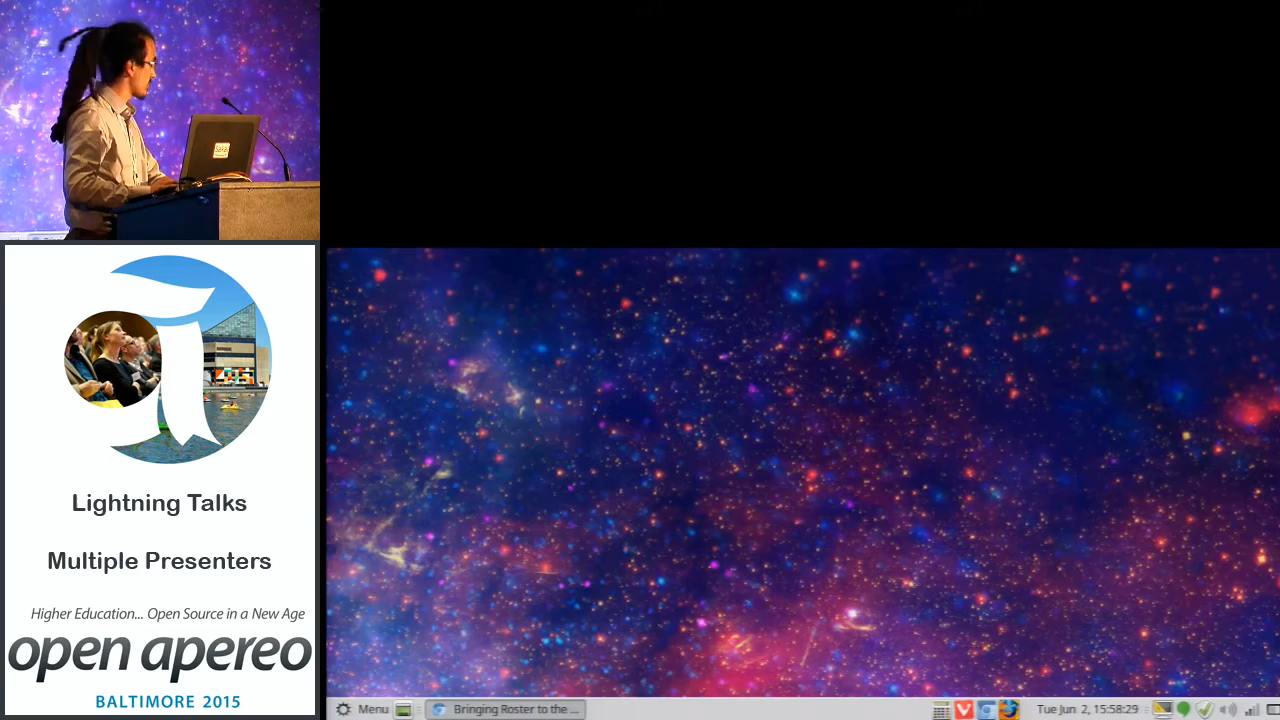 Lightning Talks
Multiple Presenters
Higher Education... Open Source in a New Age
open apereo
BALTIMORE 2015
Menu
Bringing Roster to the ...
Tue Jun 2, 15:58:29